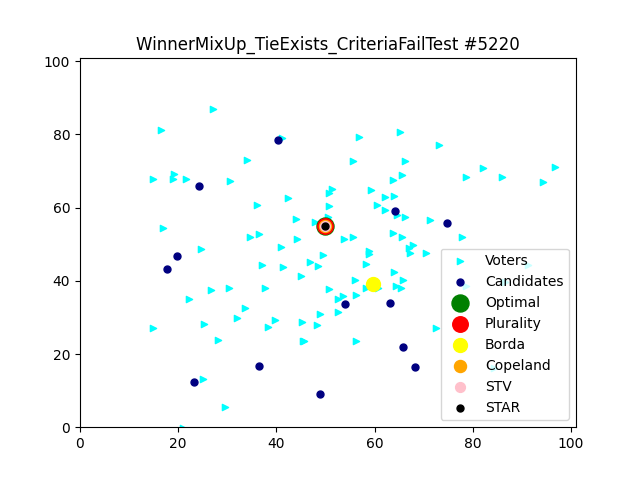 WinnerMixUp_TieExists_CriteriaFailTest #5220
100
80
60
40
20
0
0 20 40 60 80 100
Voters
Candidates
Optimal
Plurality
Borda
Copeland
STV
STAR